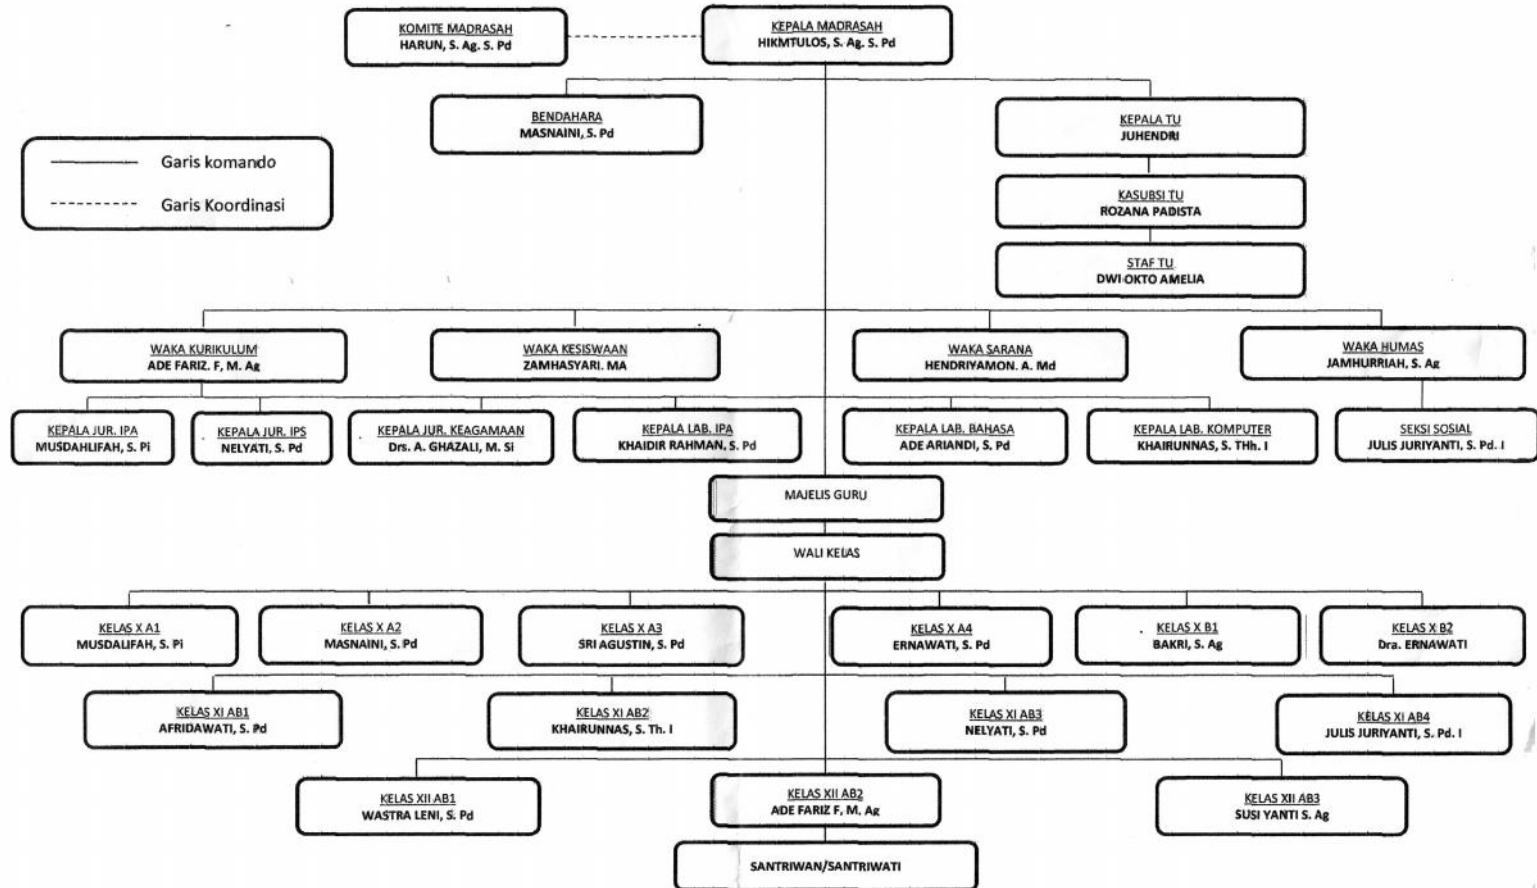 KOMITE MADRASAH
HARUN, S. Ag. S. Pd
KEPALA MADRASAH
HIKMTULOS, S. Ag. S. Pd
BENDAHARA
MASNAINI, S. Pd
KEPALA TU
JUHENDRI
Garis komando
Garis Koordinasi
KASUBSI TU
ROZANA PADISTA
STAF TU
DWI OKTO AMELIA
WAKA KURIKULUM
ADE FARIZ. F, M. Ag
WAKA KESISWAAN
ZAMHASYARI. MA
WAKA SARANA
HENDRIYAMON. A. Md
WAKA HUMAS
JAMHURRIAH, S. Ag
KEPALA JUR. IPA
MUSDAHLIFAH, S. Pi
KEPALA JUR. IPS
NELYATI, S. Pd
KEPALA JUR. KEAGAMAAN
Drs. A. GHAZALI, M. Si
KEPALA LAB. IPA
KHAIDIR RAHMAN, S. Pd
KEPALA LAB. BAHASA
ADE ARIANDI, S. Pd
KEPALA LAB. KOMPUTER
KHAIRUNNAS, S. THh. I
SEKSI SOSIAL
JULIS JURIYANTI, S. Pd. I
MAJELIS GURU
WALI KELAS
KELAS X A1
MUSDALIFAH, S. Pi
KELAS X A2
MASNAINI, S. Pd
KELAS X A3
SRI AGUSTIN, S. Pd
KELAS X A4
ERNAWATI, S. Pd
KELAS X B1
BAKRI, S. Ag
KELAS X B2
Dra. ERNAWATI
KELAS XI AB1
AFRIDAWATI, S. Pd
KELAS XI AB2
KHAIRUNNAS, S. Th. I
KELAS XI AB3
NELYATI, S. Pd
KELAS XI AB4
JULIS JURIYANTI, S. Pd. I
KELAS XII AB1
WASTRA LENI, S. Pd
KELAS XII AB2
ADE FARIZ F, M. Ag
KELAS XII AB3
SUSI YANTI S. Ag
SANTRIWAN/SANTRIWATI